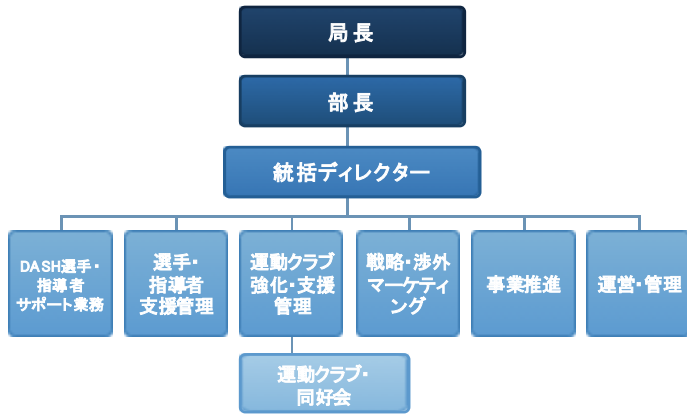 局長
部長
統括ディレクター
DASH選手・
指導者
サポート業務
選手・
指導者
支援管理
運動クラブ
強化・支援
管理
戦略・渉外
マーケティ
ング
事業推進
運営・管理
運動クラブ・
同好会